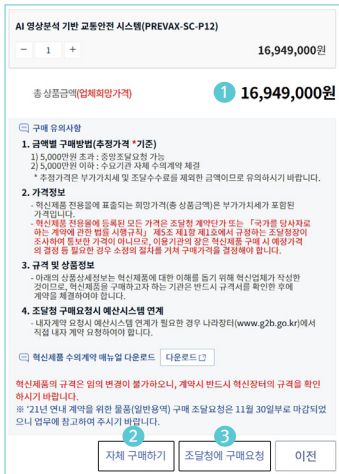 AI 영상분석 기반 교통안전 시스템(PREVAX-SC-P12)
− 1 + 16,949,000원
총 상품금액(업체희망가격) 1 16,949,000원
구매 유의사항
1. 금액별 구매방법(추정가격 *기준)
1) 5,000만원 초과 : 중앙조달요청 가능
2) 5,000만원 이하 : 수요기관 자체 수의계약 체결
* 추정가격은 부가가치세 및 조달수수료를 제외한 금액이므로 유의하시기 바랍니다.
2. 가격정보
- 혁신제품 전용몰에 표출되는 희망가격(총 상품금액)은 부가가치세가 포함된
가격입니다.
- 혁신제품 전용몰에 등록된 모든 가격은 조달청 계약단가 또는 「국가를 당사자로
하는 계약에 관한 법률 시행규칙」 제5조 제1항 제1호에서 규정하는 조달청장이
조사하여 통보한 가격이 아니므로, 이용기관의 장은 혁신제품 구매 시 예정가격
의 결정 등 필요한 경우 소정의 절차를 거쳐 구매가격을 결정해야 합니다.
3. 규격 및 상품정보
- 아래의 상품상세정보는 혁신제품에 대한 이해를 돕기 위해 혁신업체가 작성한
것이므로, 혁신제품을 구매하고자 하는 기관은 반드시 규격서를 확인한 후에
계약을 체결하여야 합니다.
4. 조달청 구매요청시 예산시스템 연계
- 내자계약 요청시 예산시스템 연계가 필요한 경우 나라장터(www.g2b.go.kr)에서
직접 내자 계약 요청하여야 합니다.
혁신제품 수의계약 매뉴얼 다운로드 다운로드
혁신제품의 규격은 임의 변경이 불가하오니, 계약시 반드시 혁신장터의 규격을 확인
하시기 바랍니다.
※ '21년 연내 계약을 위한 물품(일반용역) 구매 조달요청은 11월 30일부로 마감되었
으니 업무에 참고하여 주시기 바랍니다.
2 3
자체 구매하기 조달청에 구매요청 이전